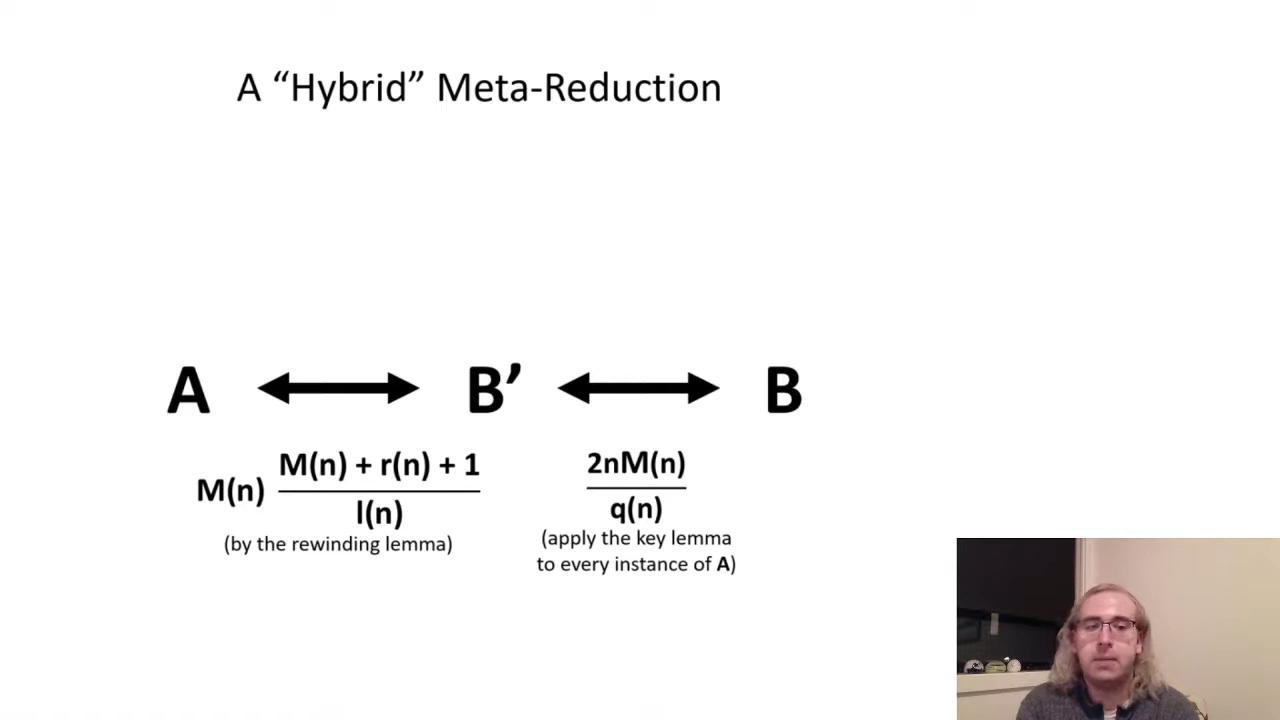 A “Hybrid” Meta-Reduction
A B’ B
M(n) M(n) + r(n) + 1
l(n)
(by the rewinding lemma)
2nM(n)
q(n)
(apply the key lemma
to every instance of A)